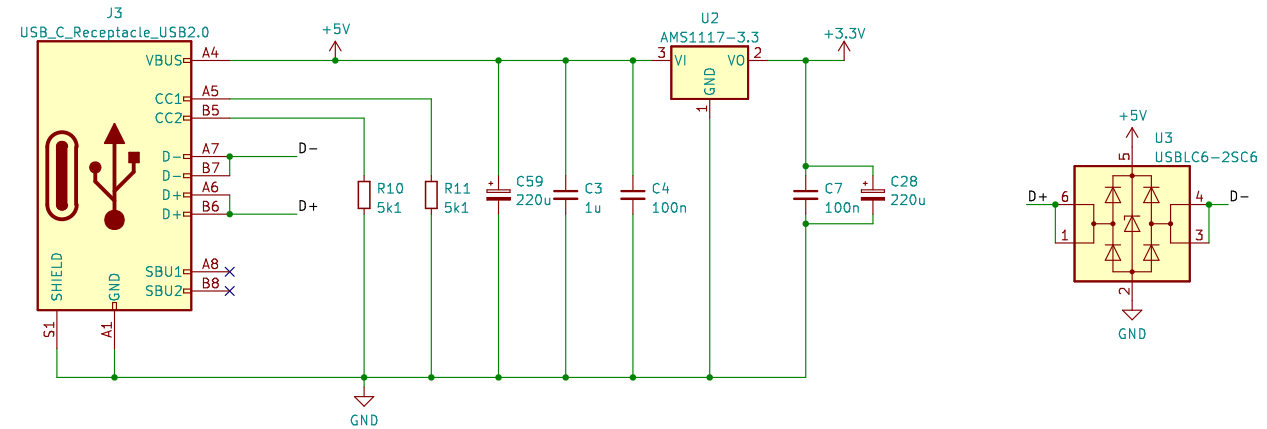 J3
USB_C_Receptacle_USB2.0
VBUS
A4
CC1
A5
CC2
B5
D-
A7
D-
B7
D+
A6
D+
B6
SBU1
A8
SBU2
B8
SHIELD
GND
S1
A1
D-
D+
+5V
R10
5k1
R11
5k1
C59
220u
C3
1u
C4
100n
GND
U2
AMS1117-3.3
3
VI
VO
2
GND
1
+3.3V
C7
100n
C28
220u
+5V
U3
USBLC6-2SC6
5
D+
6
1
4
D-
3
2
GND